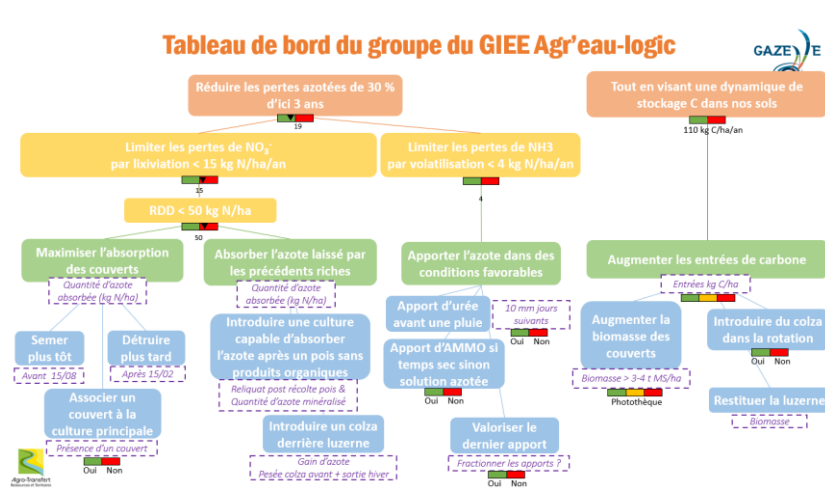 Tableau de bord du groupe du GIEE Agr'eau-logic
GAZE E
Réduire les pertes azotées de 30 %
d'ici 3 ans
19
Tout en visant une dynamique de
stockage C dans nos sols
110 kg C/ha/an
Limiter les pertes de NO₃⁻
par lixiviation < 15 kg N/ha/an
15
Limiter les pertes de NH3
par volatilisation < 4 kg N/ha/an
4
RDD < 50 kg N/ha
50
Maximiser l'absorption
des couverts
Quantité d'azote
absorbée (kg N/ha)
Absorber l'azote laissé par
les précédents riches
Quantité d'azote
absorbée (kg N/ha)
Apporter l'azote dans des
conditions favorables
Augmenter les entrées de carbone
Entrées kg C/ha
Semer
plus tôt
Avant 15/08
Détruire
plus tard
Après 15/02
Associer un
couvert à la
culture principale
Présence d'un couvert
Oui Non
Introduire une culture
capable d'absorber
l'azote après un pois sans
produits organiques
Reliquat post récolte pois &
Quantité d'azote minéralisé
Introduire un colza
derrière luzerne
Gain d'azote
Pesée colza avant + sortie hiver
Apport d'urée
avant une pluie
10 mm jours
suivants
Oui Non
Apport d'AMMO si
temps sec sinon
solution azotée
Oui Non
Valoriser le
dernier apport
Fractionner les apports ?
Oui Non
Augmenter la
biomasse des
couverts
Biomasse > 3-4 t MS/ha
Photothèque
Introduire du colza
dans la rotation
Oui Non
Restituer la luzerne
Biomasse
Agro-Transfert
Ressources et Territoires